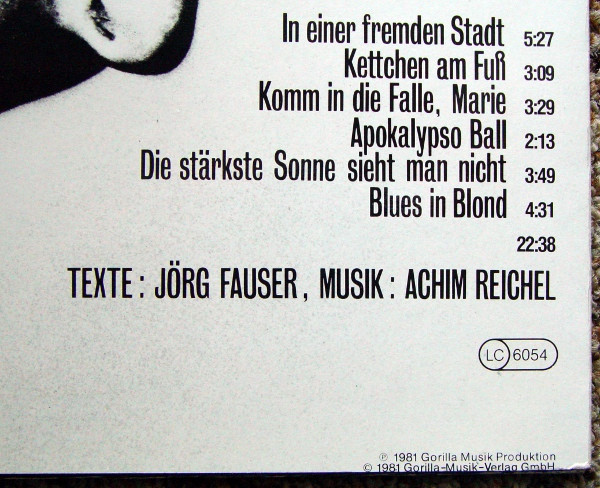 In einer fremden Stadt 5:27
Kettchen am Fuß 3:09
Komm in die Falle, Marie 3:29
Apokalypso Ball 2:13
Die stärkste Sonne sieht man nicht 3:49
Blues in Blond 4:31
22:38
TEXTE : JÖRG FAUSER, MUSIK : ACHIM REICHEL
LC 6054
℗ 1981 Gorilla Musik Produktion
© 1981 Gorilla-Musik-Verlag GmbH